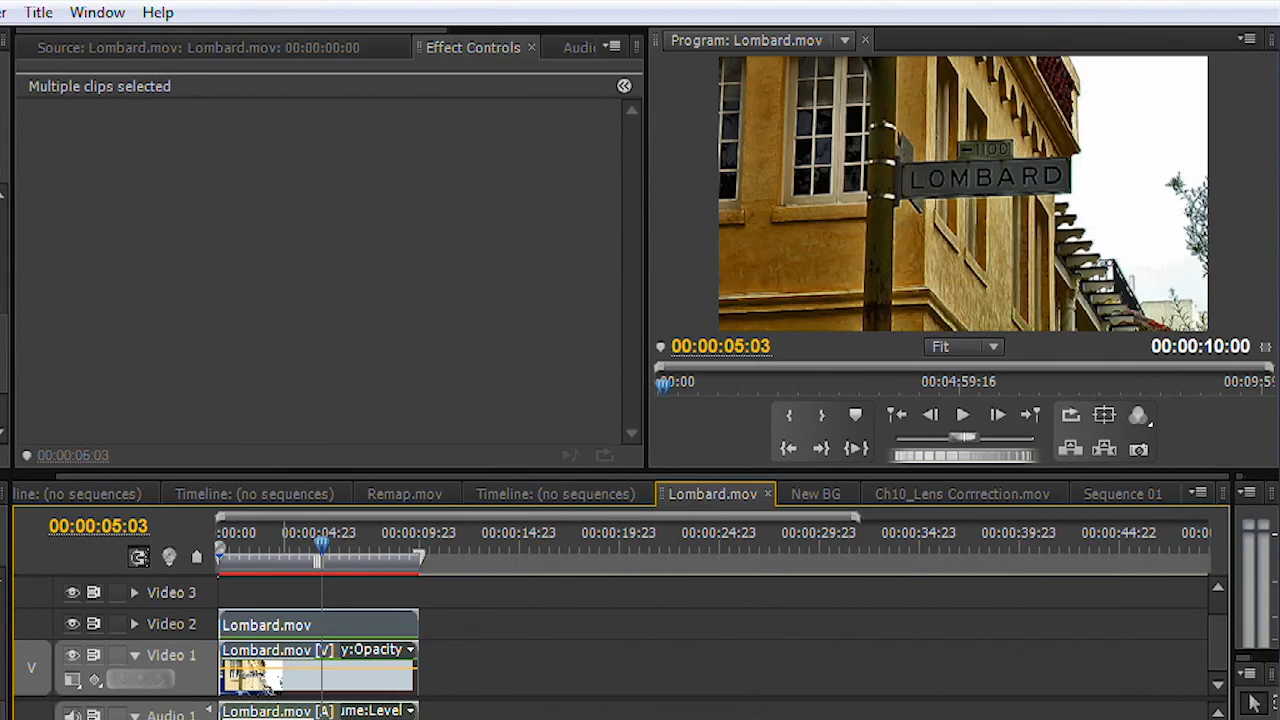 er Title Window Help
Source: Lombard.mov: Lombard.mov: 00:00:00:00 Effect Controls Audi
Program: Lombard.mov
Multiple clips selected
1100
LOMBARD
00:00:05:03 Fit 00:00:10:00
00:00 00:04:59:16 00:09:59
00:00:05:03
line: (no sequences) Timeline: (no sequences) Remap.mov Timeline: (no sequences) Lombard.mov New BG Ch10_Lens Corrrection.mov Sequence 01
00:00:05:03 :00:00 00:00:04:23 00:00:09:23 00:00:14:23 00:00:19:23 00:00:24:23 00:00:29:23 00:00:34:23 00:00:39:23 00:00:44:22 00:0
Video 3
Video 2 Lombard.mov
V Video 1 Lombard.mov [V] y:Opacity
Audio 1 Lombard.mov [A] ume:Level